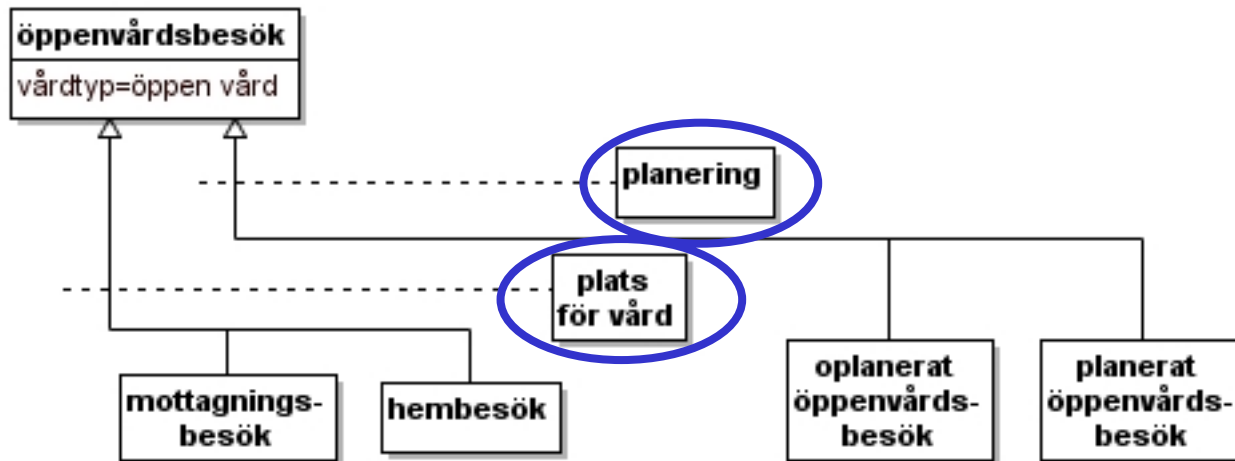 öppenvårdsbesök
vårdtyp=öppen vård
planering
plats
för vård
mottagnings-
besök
hembesök
oplanerat
öppenvårds-
besök
planerat
öppenvårds-
besök